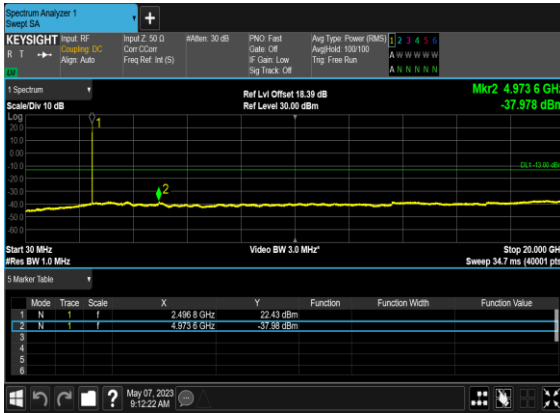 Spectrum Analyzer 1
Swept SA
KEYSIGHT Input: RF Input Z: 50 Ω #Atten: 30 dB PNO: Fast Avg Type: Power (RMS) 1 2 3 4 5 6
R T Coupling: DC Corr CCorr Gate: Off Avg|Hold: 100/100 A W W W W W
Align: Auto Freq Ref: Int (S) IF Gain: Low Trig: Free Run
Sig Track: Off A N N N N N
1 Spectrum Ref Lvl Offset 18.39 dB Mkr2 4.973 6 GHz
Scale/Div 10 dB Ref Level 30.00 dBm -37.978 dBm
Log
20.0
10.0
0.00
-10.0
DL1 -13.00 dBm
-20.0
-30.0
-40.0
-50.0
-60.0
1
2
Start 30 MHz Video BW 3.0 MHz* Stop 20.000 GHz
#Res BW 1.0 MHz Sweep 34.7 ms (40001 pts)
5 Marker Table
Mode Trace Scale X Y Function Function Width Function Value
1 N 1 f 2.496 8 GHz 22.43 dBm
2 N 1 f 4.973 6 GHz -37.98 dBm
3
4
5
6
? May 07, 2023
9:12:22 AM